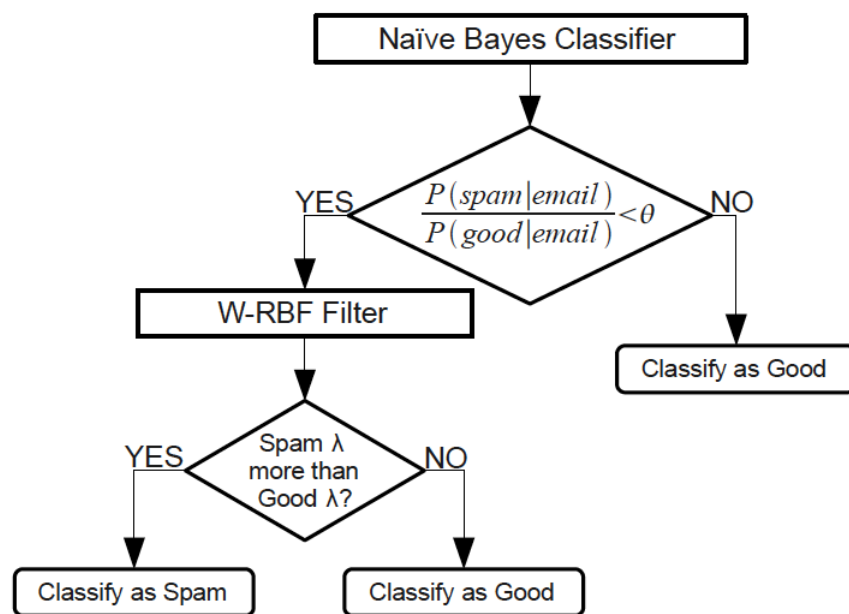 Naïve Bayes Classifier
YES
P(spam|email)
P(good|email)
<θ
NO
W-RBF Filter
Classify as Good
YES
Spam λ
more than
Good λ?
NO
Classify as Spam
Classify as Good